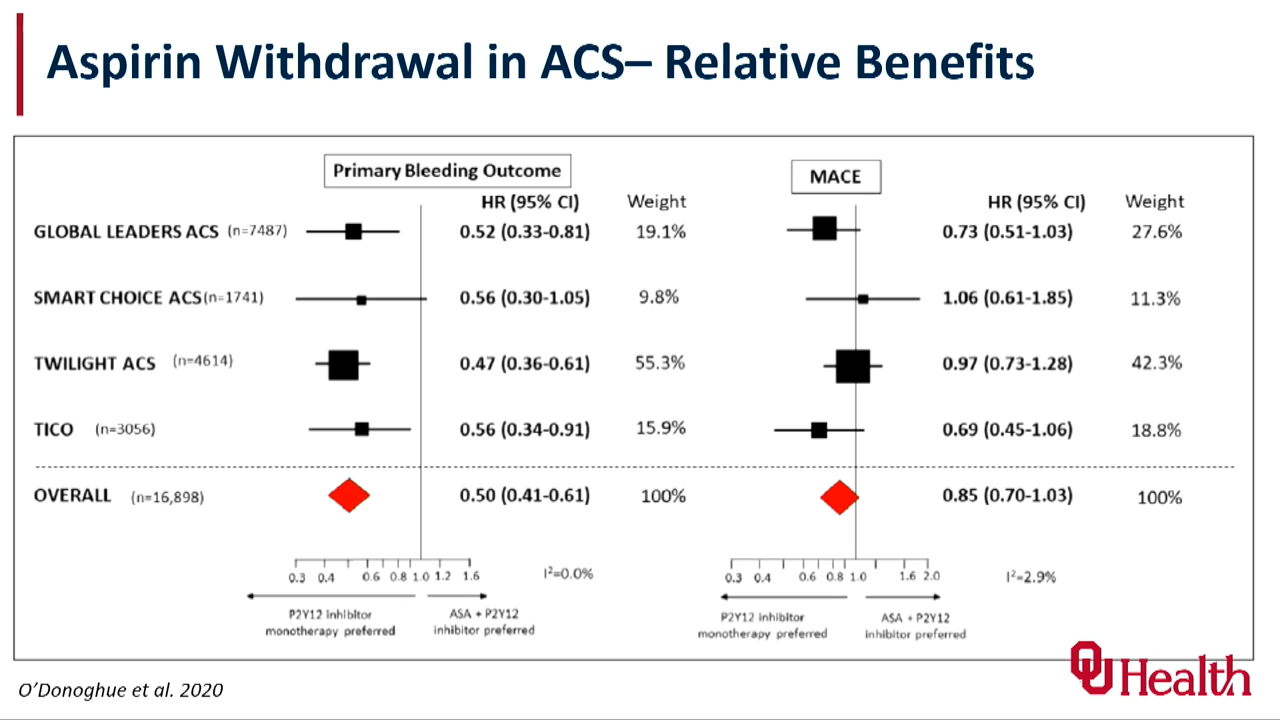 Aspirin Withdrawal in ACS– Relative Benefits
Primary Bleeding Outcome
MACE
HR (95% CI) Weight HR (95% CI) Weight
GLOBAL LEADERS ACS (n=7487) 0.52 (0.33-0.81) 19.1% 0.73 (0.51-1.03) 27.6%
SMART CHOICE ACS(n=1741) 0.56 (0.30-1.05) 9.8% 1.06 (0.61-1.85) 11.3%
TWILIGHT ACS (n=4614) 0.47 (0.36-0.61) 55.3% 0.97 (0.73-1.28) 42.3%
TICO (n=3056) 0.56 (0.34-0.91) 15.9% 0.69 (0.45-1.06) 18.8%
OVERALL (n=16,898) 0.50 (0.41-0.61) 100% 0.85 (0.70-1.03) 100%
0.3 0.4 0.6 0.8 1.0 1.2 1.6 I²=0.0% 0.3 0.4 0.6 0.8 1.0 1.6 2.0 I²=2.9%
P2Y12 inhibitor
monotherapy preferred
ASA + P2Y12
inhibitor preferred
P2Y12 inhibitor
monotherapy preferred
ASA + P2Y12
inhibitor preferred
O'Donoghue et al. 2020
OU Health